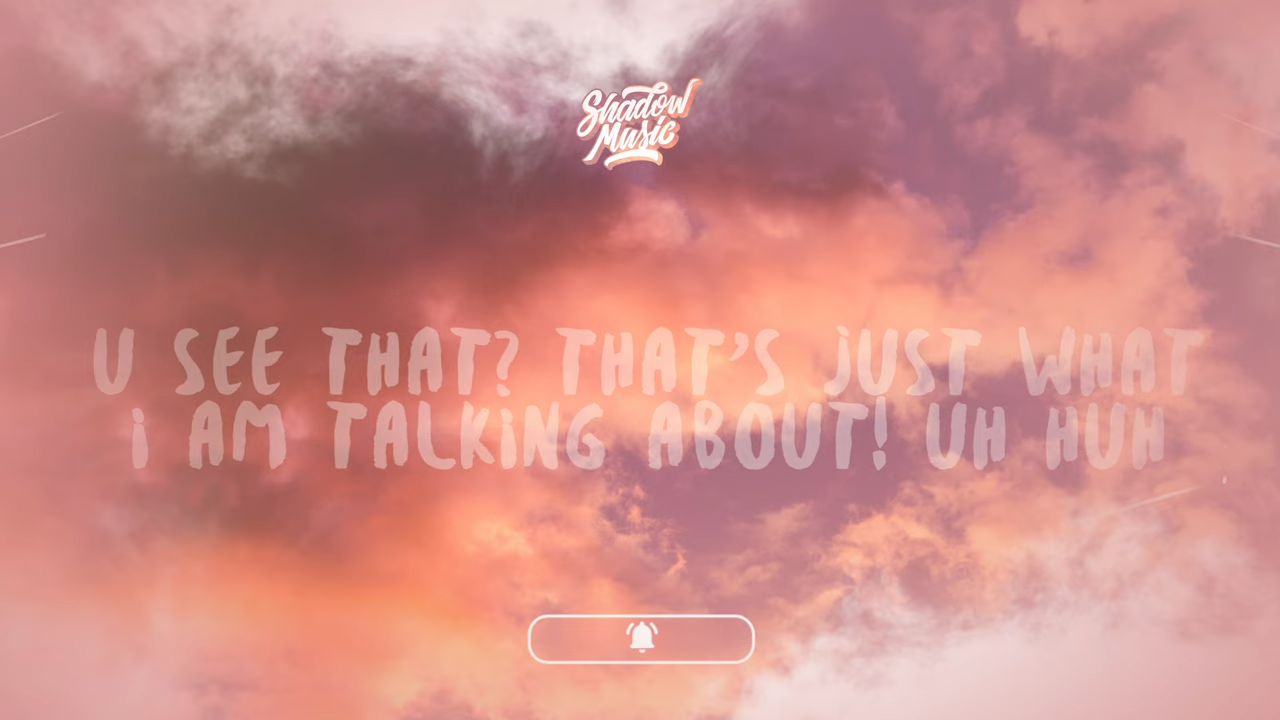 Shadow
Music
U SEE THAT? THAT'S JUST WHAT
i AM TALKiNG ABOUT! UH HUH